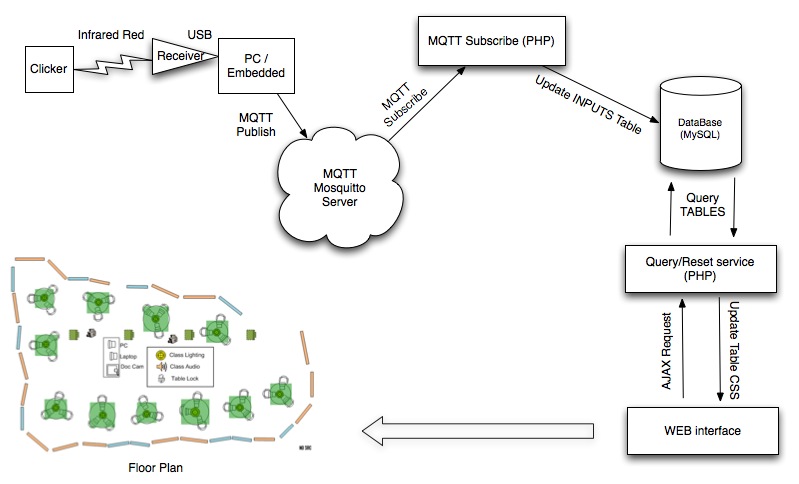 Infrared Red
USB
Clicker
Receiver
PC /
Embedded
MQTT
Publish
MQTT
Mosquitto
Server
MQTT
Subscribe
MQTT Subscribe (PHP)
Update INPUTS Table
DataBase
(MySQL)
Query
TABLES
Query/Reset service
(PHP)
AJAX Request
Update Table CSS
WEB interface
PC
Laptop
Doc Cam
Class Lighting
Class Audio
Table Lock
Floor Plan